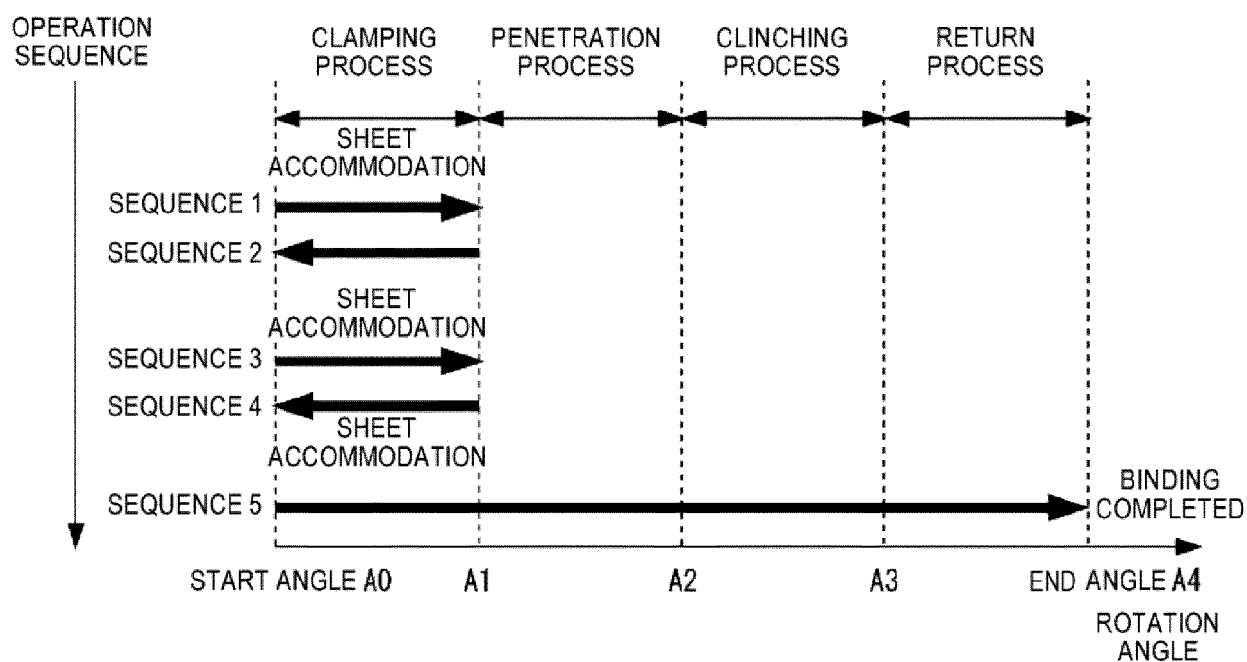 OPERATION
SEQUENCE
CLAMPING
PROCESS
PENETRATION
PROCESS
CLINCHING
PROCESS
RETURN
PROCESS
SHEET
ACCOMMODATION
SEQUENCE 1
SEQUENCE 2
SHEET
ACCOMMODATION
SEQUENCE 3
SEQUENCE 4
SHEET
ACCOMMODATION
SEQUENCE 5
BINDING
COMPLETED
START ANGLE A0
A1
A2
A3
END ANGLE A4
ROTATION
ANGLE